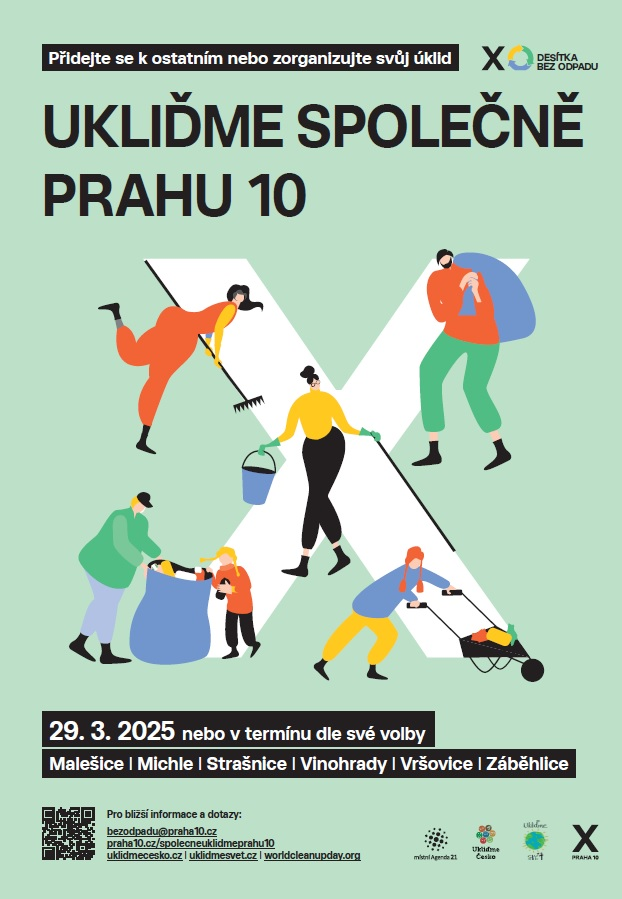 Přidejte se k ostatním nebo zorganizujte svůj úklid
X DESÍTKA
BEZ ODPADU
UKLIĎME SPOLEČNĚ
PRAHU 10
29. 3. 2025 nebo v termínu dle své volby
Malešice | Michle | Strašnice | Vinohrady | Vršovice | Záběhlice
Pro bližší informace a dotazy:
bezodpadu@praha10.cz
praha10.cz/spolecneuklidmeprahu10
uklidmecesko.cz | uklidmesvet.cz | worldcleanupday.org
místní Agenda 21
Ukliďme
Česko
Ukliďme
svět
X
PRAHA 10